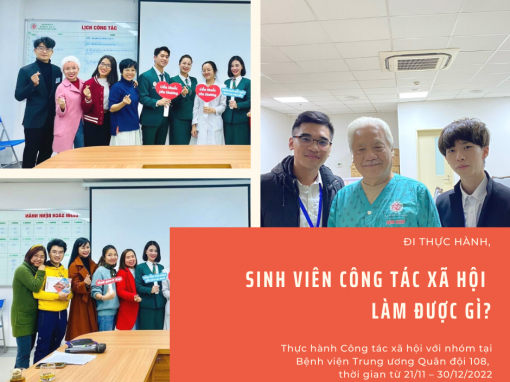 LỊCH CÔNG TÁC
ĐI THỰC HÀNH,
SINH VIÊN CÔNG TÁC XÃ HỘI
LÀM ĐƯỢC GÌ?
Thực hành Công tác xã hội với nhóm tại
Bệnh viện Trung ương Quân đội 108,
thời gian từ 21/11 – 30/12/2022